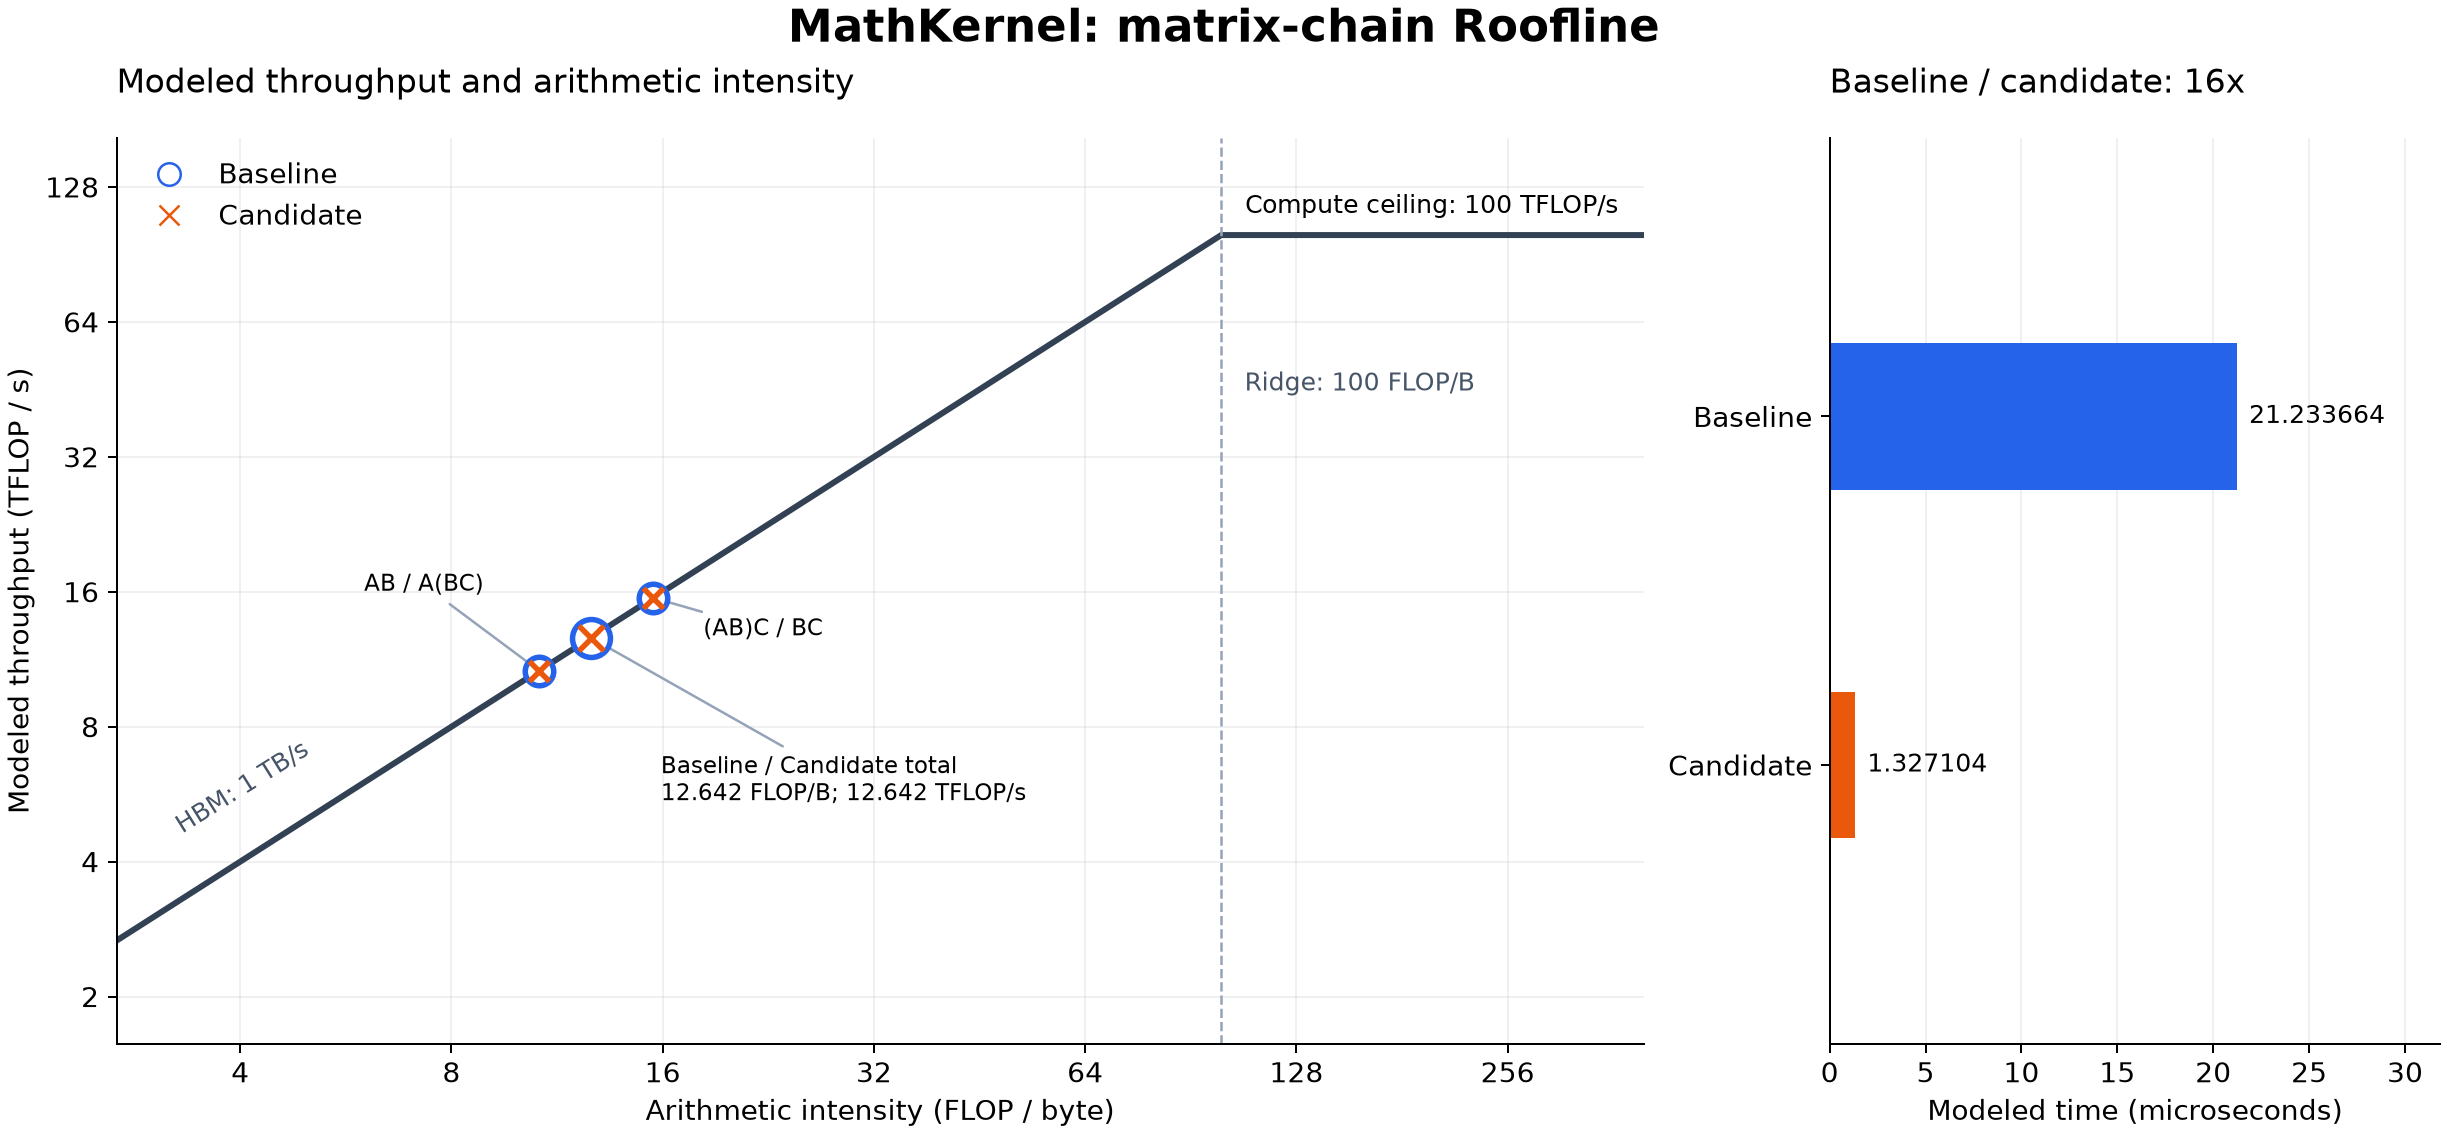 MathKernel: matrix-chain Roofline
Modeled throughput and arithmetic intensity
Baseline
Candidate
128
64
32
16
8
4
2
Modeled throughput (TFLOP / s)
Compute ceiling: 100 TFLOP/s
Ridge: 100 FLOP/B
AB / A(BC)
(AB)C / BC
Baseline / Candidate total
12.642 FLOP/B; 12.642 TFLOP/s
HBM: 1 TB/s
4
8
16
32
64
128
256
Arithmetic intensity (FLOP / byte)
Baseline / candidate: 16x
Baseline
21.233664
Candidate
1.327104
0
5
10
15
20
25
30
Modeled time (microseconds)